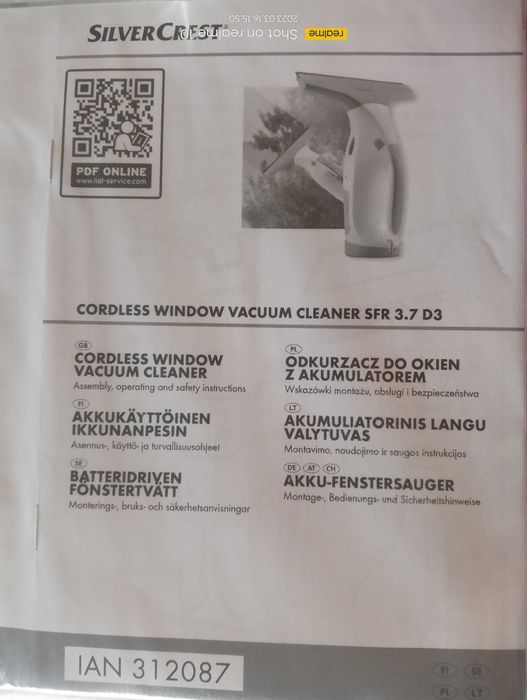 SILVERCREST®
realme Shot on realme 10
2023.03.16 15:50
PDF ONLINE
www.lidl-service.com
CORDLESS WINDOW VACUUM CLEANER SFR 3.7 D3
GB
CORDLESS WINDOW
VACUUM CLEANER
Assembly, operating and safety instructions
FI
AKKUKÄYTTÖINEN
IKKUNANPESIN
Asennus-, käyttö- ja turvallisuusohjeet
SE
BATTERIDRIVEN
FÖNSTERTVÄTT
Monterings-, bruks- och säkerhetsanvisningar
PL
ODKURZACZ DO OKIEN
Z AKUMULATOREM
Wskazówki montażu, obsługi i bezpieczeństwa
LT
AKUMULIATORINIS LANGŲ
VALYTUVAS
Montavimo, naudojimo ir saugos instrukcijos
DE AT CH
AKKU-FENSTERSAUGER
Montage-, Bedienungs- und Sicherheitshinweise
IAN 312087
FI SE
PL LT